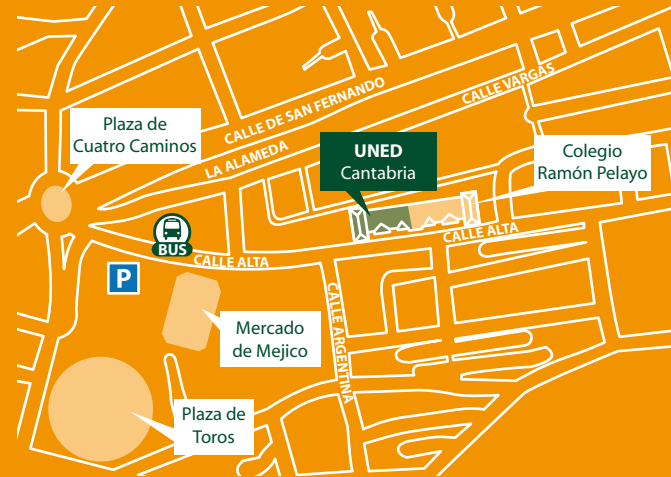 CALLE DE SAN FERNANDO
CALLE VARGAS
Plaza de
Cuatro Caminos
LA ALAMEDA
UNED
Cantabria
Colegio
Ramón Pelayo
BUS
CALLE ALTA
CALLE ALTA
P
CALLE ARGENTINA
Mercado
de Mejico
Plaza de
Toros